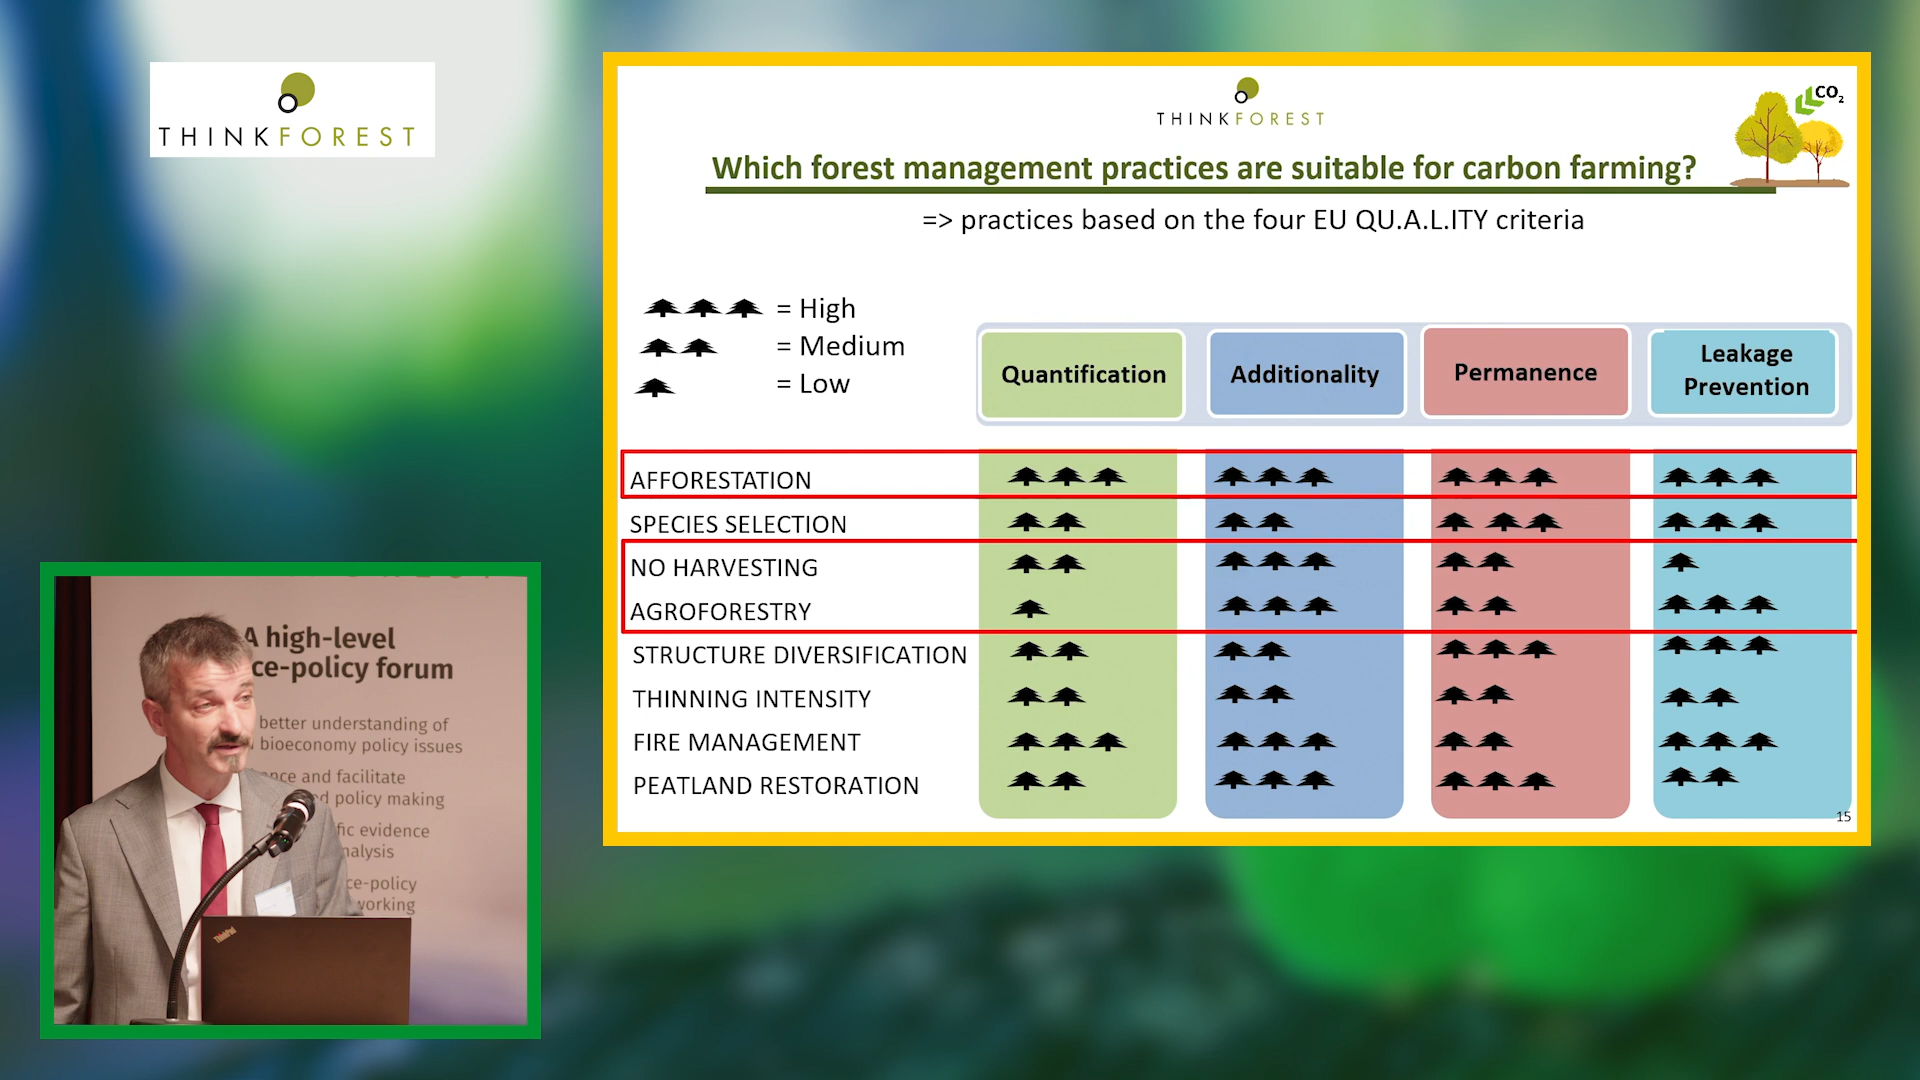 THINKFOREST
THINKFOREST
CO2
Which forest management practices are suitable for carbon farming?
=> practices based on the four EU QU.A.L.ITY criteria
= High
= Medium
= Low
Quantification
Additionality
Permanence
Leakage
Prevention
AFFORESTATION
SPECIES SELECTION
NO HARVESTING
AGROFORESTRY
STRUCTURE DIVERSIFICATION
THINNING INTENSITY
FIRE MANAGEMENT
PEATLAND RESTORATION
15
A high-level
ce-policy forum
better understanding of
bioeconomy policy issues
nce and facilitate
d policy making
fic evidence
nalysis
ce-policy
working
ThinkPad